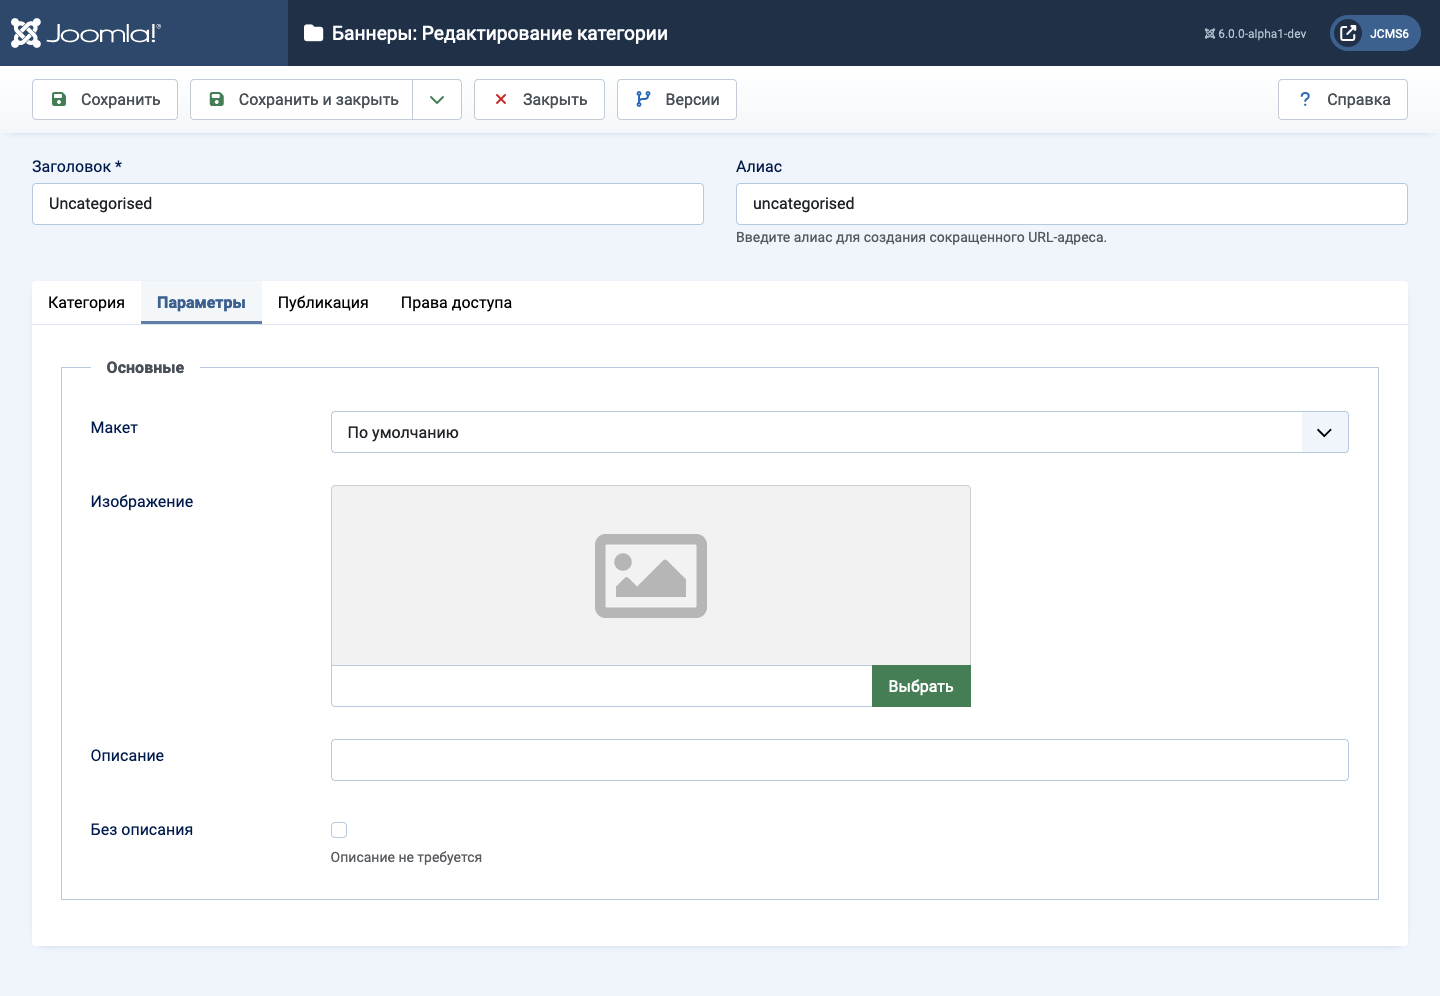 Joomla!®
Баннеры: Редактирование категории
6.0.0-alpha1-dev
JCMS6
Сохранить
Сохранить и закрыть
Закрыть
Версии
? Справка
Заголовок *
Алиас
Uncategorised
uncategorised
Введите алиас для создания сокращенного URL-адреса.
Категория
Параметры
Публикация
Права доступа
Основные
Макет
По умолчанию
Изображение
Выбрать
Описание
Без описания
Описание не требуется